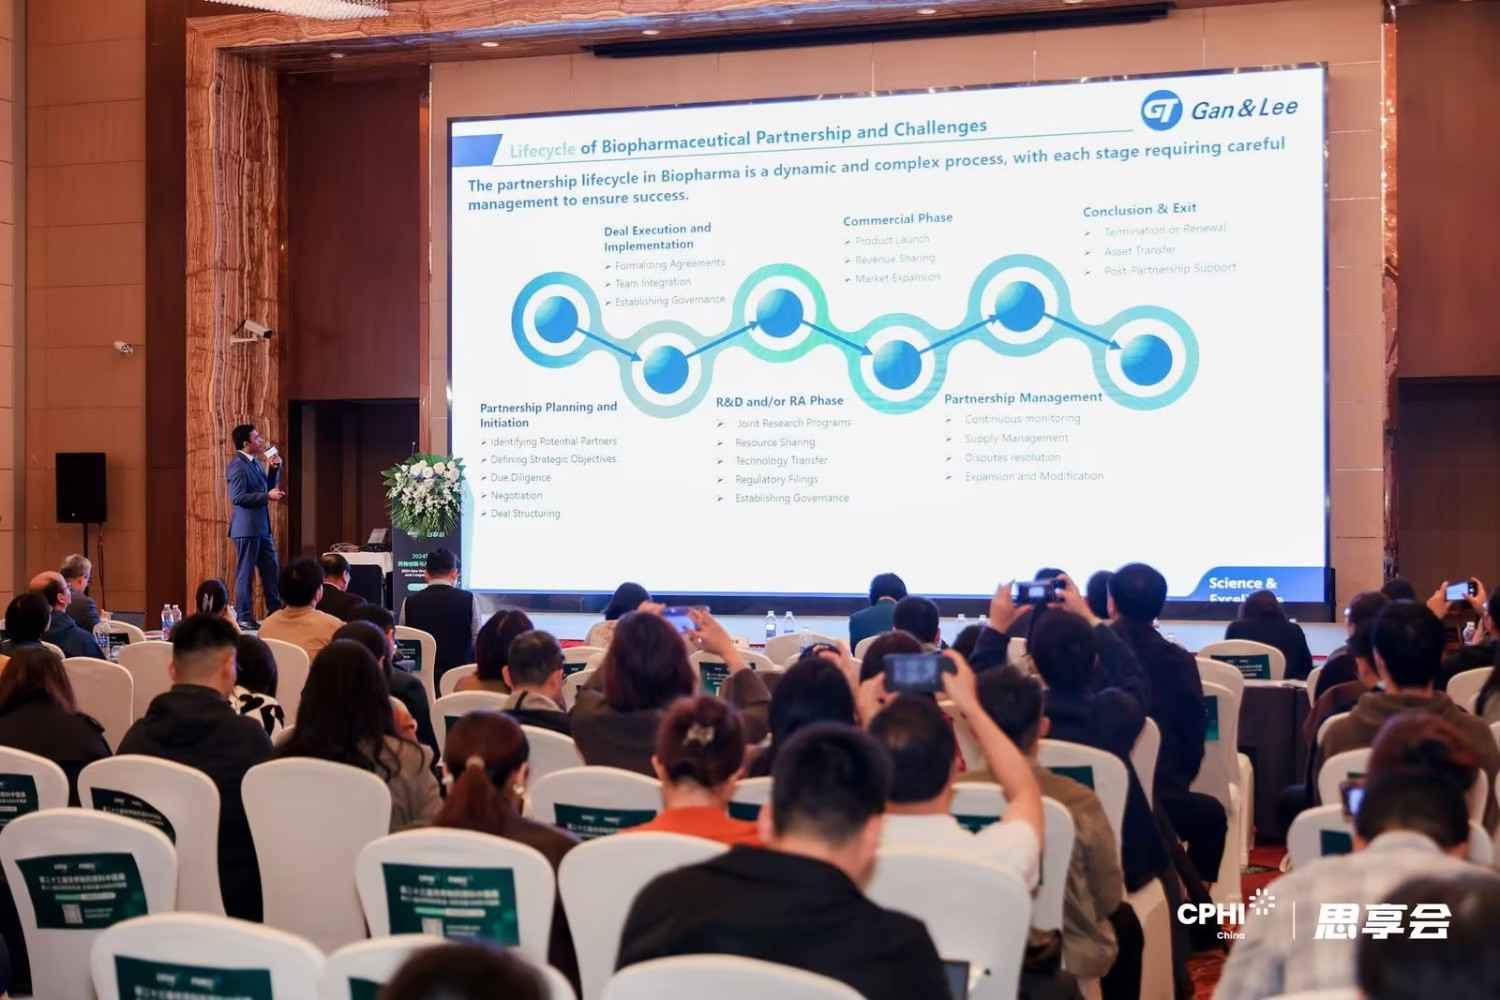 Lifecycle of Biopharmaceutical Partnership and Challenges
GT Gan & Lee
The partnership lifecycle in Biopharma is a dynamic and complex process, with each stage requiring careful
management to ensure success.
Deal Execution and
Implementation
➢ Formalizing Agreements
➢ Team Integration
➢ Establishing Governance
Commercial Phase
➢ Product Launch
➢ Revenue Sharing
➢ Market Expansion
Conclusion & Exit
➢ Termination or Renewal
➢ Asset Transfer
➢ Post-Partnership Support
Partnership Planning and
Initiation
➢ Identifying Potential Partners
➢ Defining Strategic Objectives
➢ Due Diligence
➢ Negotiation
➢ Deal Structuring
R&D and/or RA Phase
➢ Joint Research Programs
➢ Resource Sharing
➢ Technology Transfer
➢ Regulatory Filings
➢ Establishing Governance
Partnership Management
➢ Continuous monitoring
➢ Supply Management
➢ Disputes resolution
➢ Expansion and Modification
Science &
CPHI
China
思享会